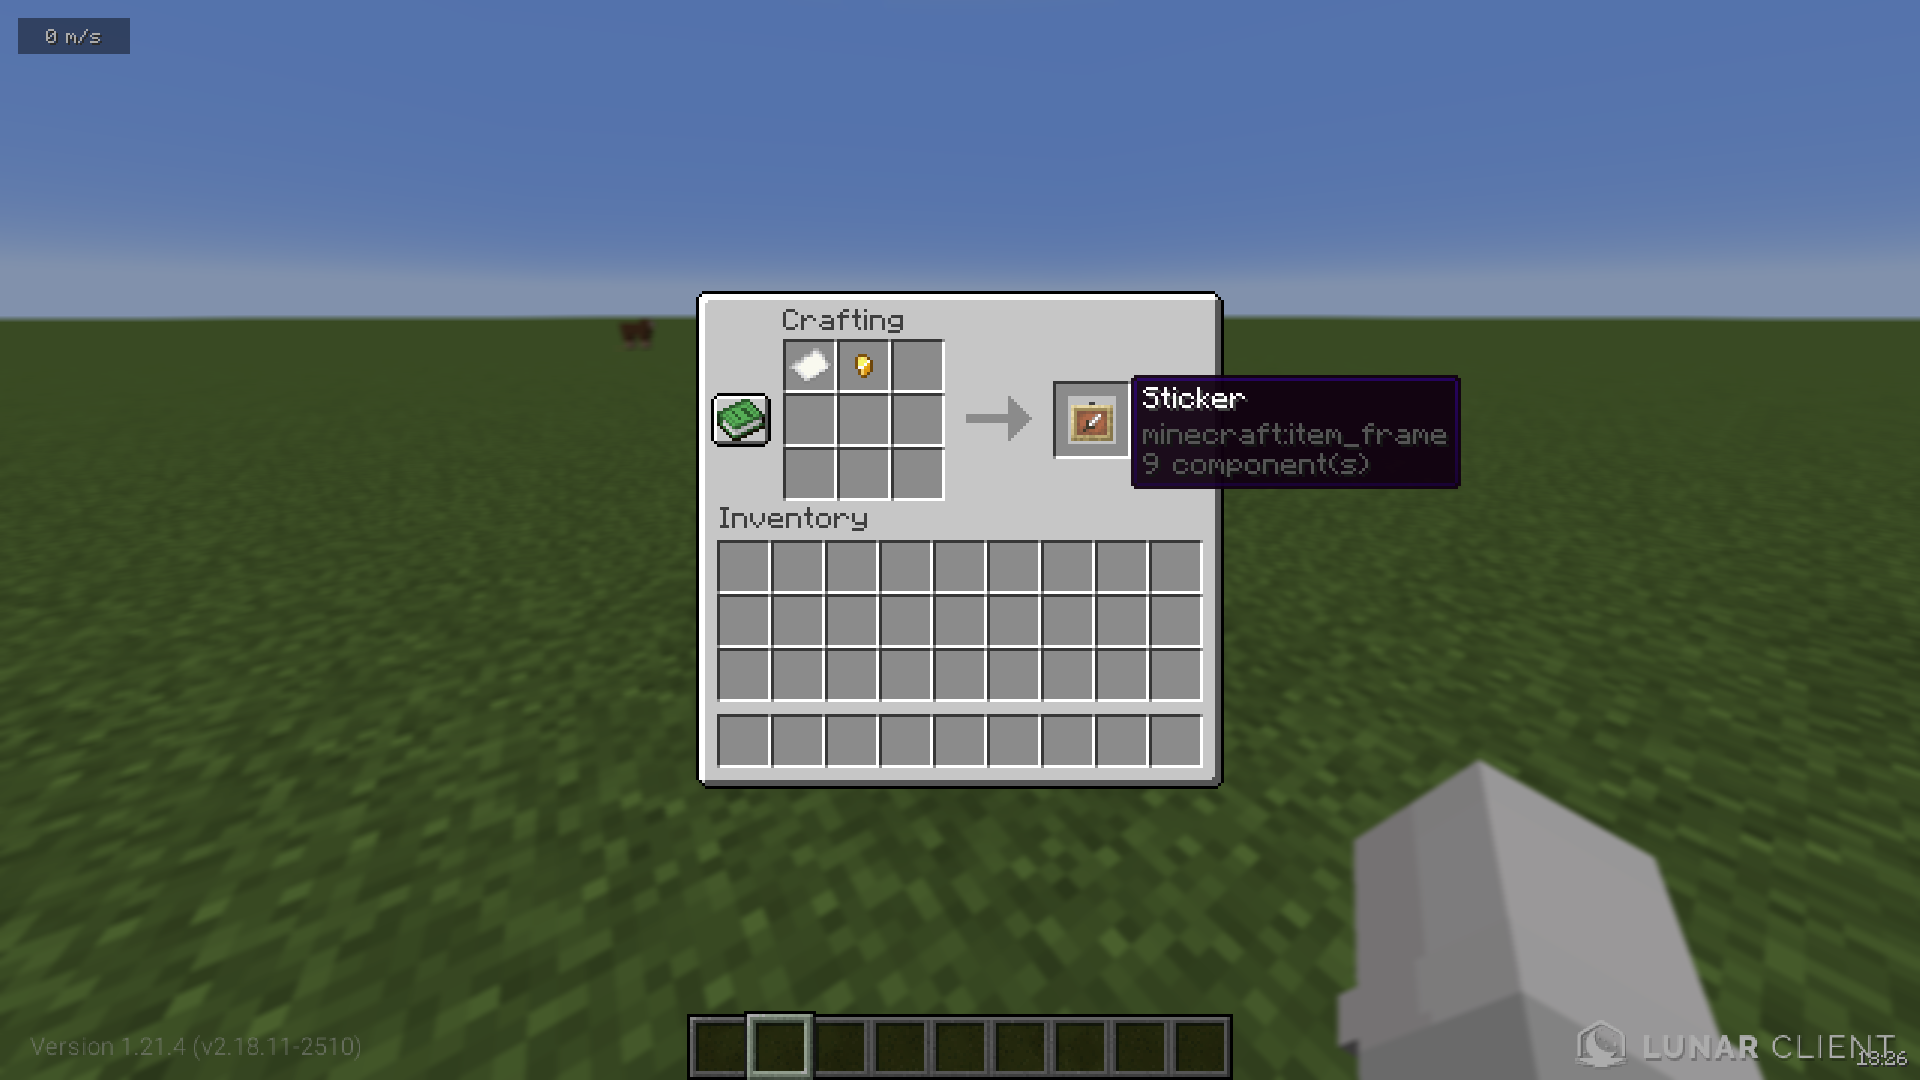 0 m/s
Crafting
Sticker
minecraft:item_frame
9 component(s)
Inventory
Version 1.21.4 (v2.18.11-2510)
LUNAR CLIENT
18:26